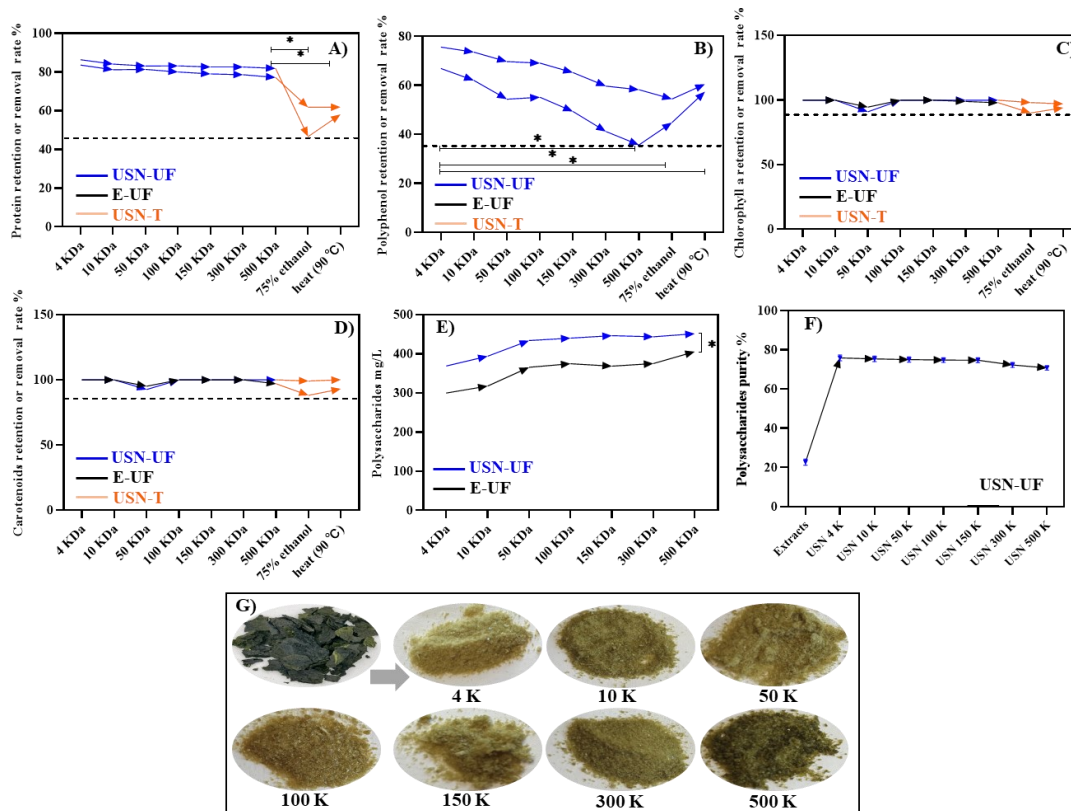 Protein retention or removal rate %
100
80
60
40
20
0
A)
*
*
USN-UF
E-UF
USN-T
4 KDa
10 KDa
50 KDa
100 KDa
150 KDa
300 KDa
500 KDa
75% ethanol
heat (90 °C)
Polyphenol retention or removal rate %
80
60
40
20
0
B)
*
*
*
USN-UF
E-UF
USN-T
4 KDa
10 KDa
50 KDa
100 KDa
150 KDa
300 KDa
500 KDa
75% ethanol
heat (90 °C)
Chlorophyll a retention or removal rate %
150
100
50
0
C)
USN-UF
E-UF
USN-T
4 KDa
10 KDa
50 KDa
100 KDa
150 KDa
300 KDa
500 KDa
75% ethanol
heat (90 °C)
Carotenoids retention or removal rate %
150
100
50
0
D)
USN-UF
E-UF
USN-T
4 KDa
10 KDa
50 KDa
100 KDa
150 KDa
300 KDa
500 KDa
75% ethanol
heat (90 °C)
Polysaccharides mg/L
500
400
300
200
100
0
E)
*
USN-UF
E-UF
4 KDa
10 KDa
50 KDa
100 KDa
150 KDa
300 KDa
500 KDa
Polysaccharides purity %
100
80
60
40
20
0
F)
USN-UF
Extracts
USN 4 K
USN 10 K
USN 50 K
USN 100 K
USN 150 K
USN 300 K
USN 500 K
G)
4 K
10 K
50 K
100 K
150 K
300 K
500 K